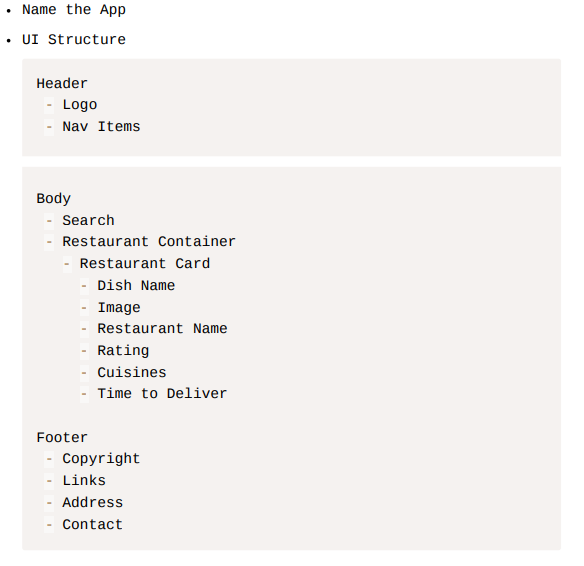 • Name the App
• UI Structure
Header
- Logo
- Nav Items
Body
- Search
- Restaurant Container
- Restaurant Card
- Dish Name
- Image
- Restaurant Name
- Rating
- Cuisines
- Time to Deliver
Footer
- Copyright
- Links
- Address
- Contact